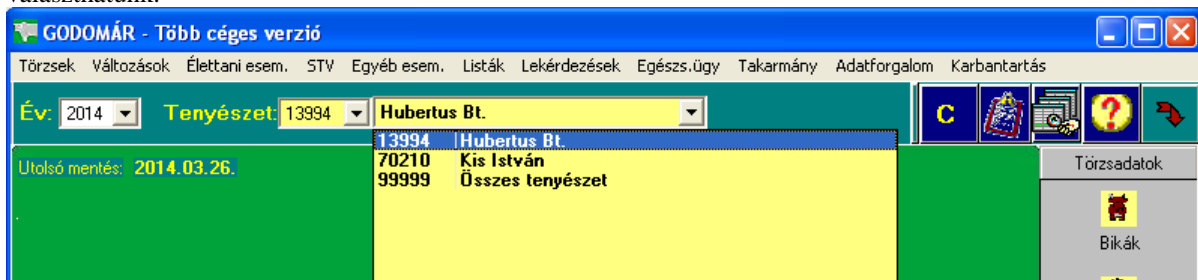 választhatunk.
GODOMÁR - Több céges verzió
Törzsek Változások Élettani esem. STV Egyéb esem. Listák Lekérdezések Egészs.ügy Takarmány Adatforgalom Karbantartás
Év: 2014 Tenyészet: 13994 Hubertus Bt. C ?
13994 Hubertus Bt.
70210 Kis István
99999 Összes tenyészet
Utolsó mentés: 2014.03.26.
Törzsadatok
Bikák